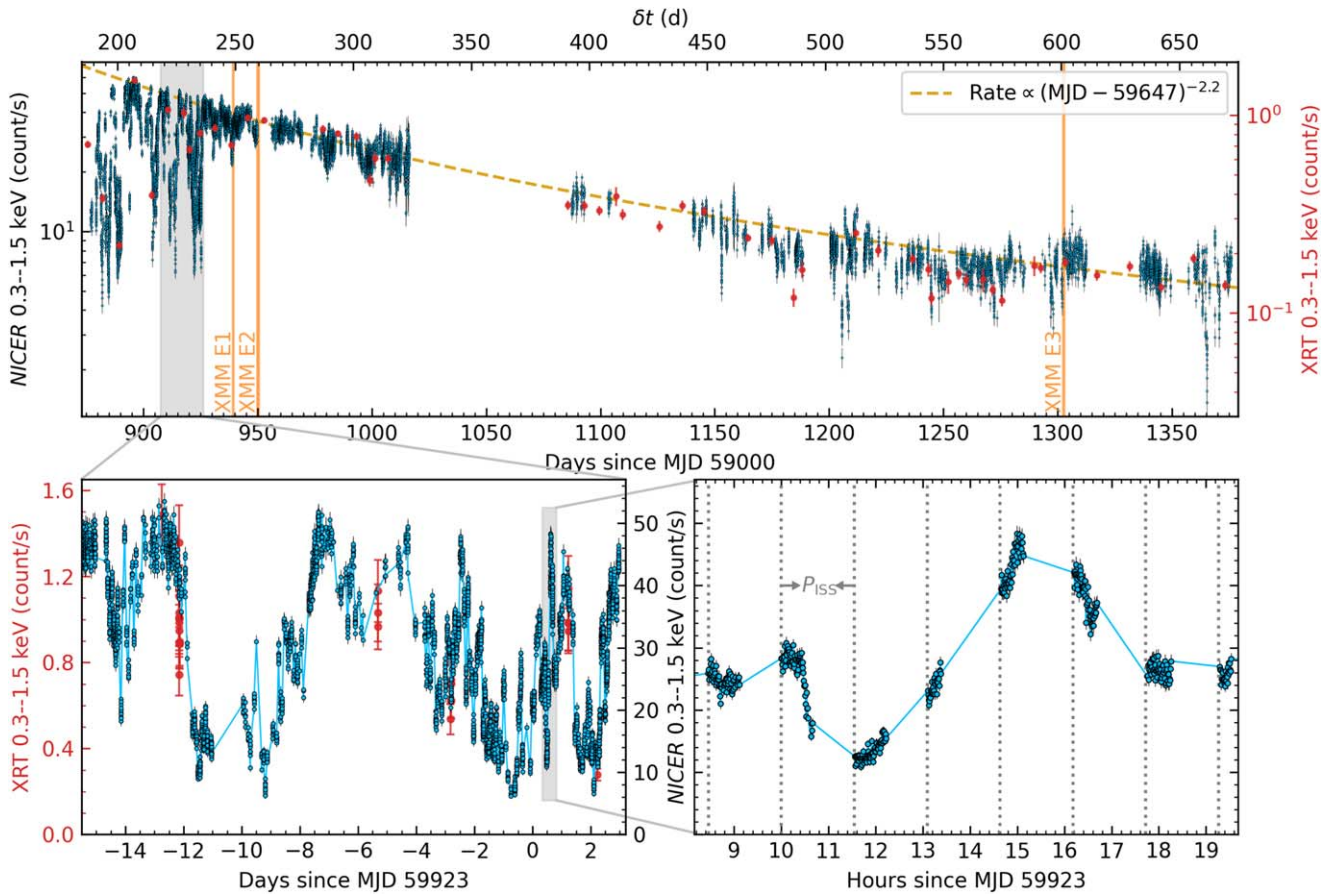 δt (d)
200 250 300 350 400 450 500 550 600 650
Rate ∝ (MJD − 59647)^−2.2
NICER 0.3--1.5 keV (count/s)
10^1
10^0
10^−1
XRT 0.3--1.5 keV (count/s)
XMM E1
XMM E2
XMM E3
900 950 1000 1050 1100 1150 1200 1250 1300 1350
Days since MJD 59000
XRT 0.3--1.5 keV (count/s)
1.6
1.2
0.8
0.4
0.0
50
40
30
20
10
0
−14 −12 −10 −8 −6 −4 −2 0 2
Days since MJD 59923
NICER 0.3--1.5 keV (count/s)
P_ISS
9 10 11 12 13 14 15 16 17 18 19
Hours since MJD 59923